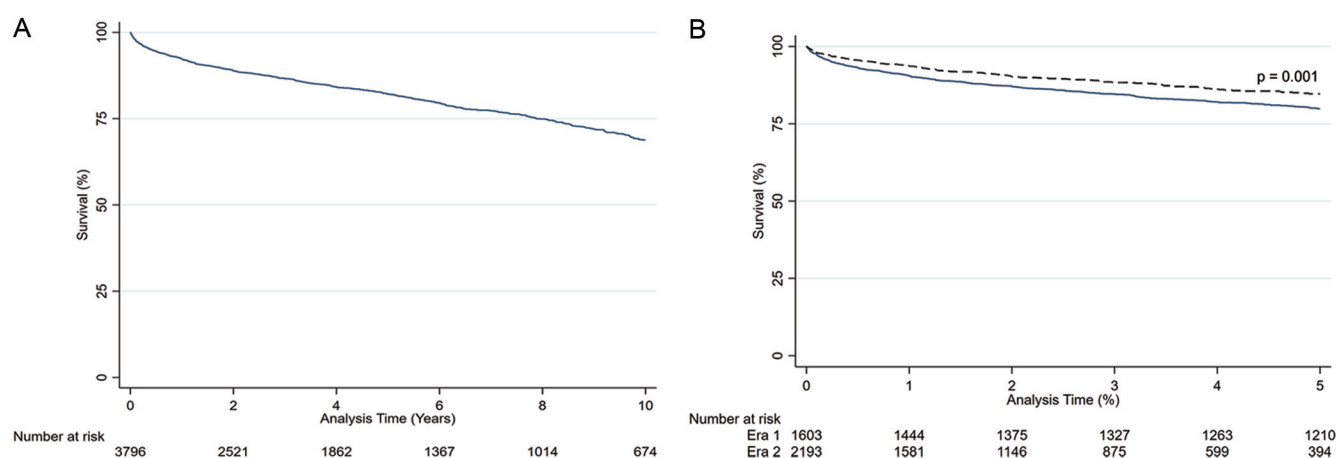 A
100
75
50
25
0
Survival (%)
0 2 4 6 8 10
Analysis Time (Years)
Number at risk
3796 2521 1862 1367 1014 674
B
100
75
50
25
0
Survival (%)
p = 0.001
0 1 2 3 4 5
Analysis Time (%)
Number at risk
Era 1 1603 1444 1375 1327 1263 1210
Era 2 2193 1581 1146 875 599 394